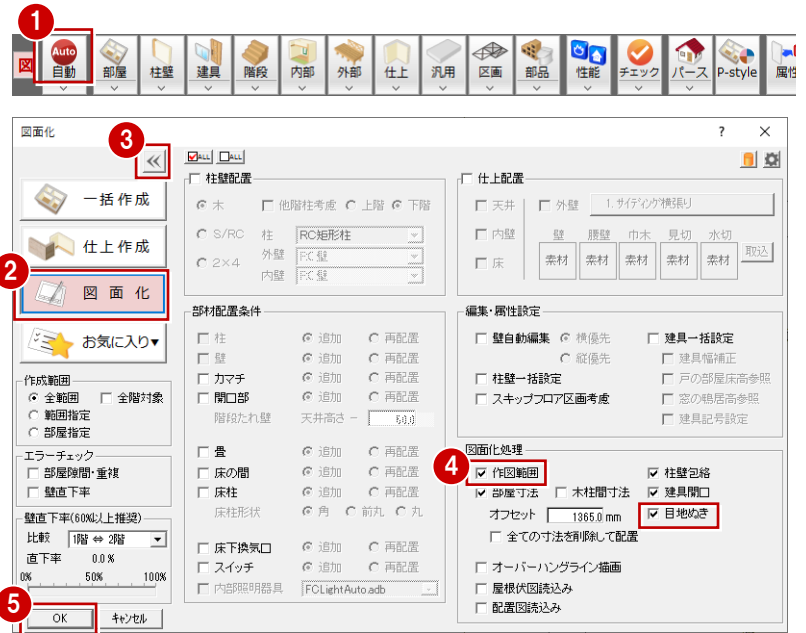 1
図 Auto 自動 部屋 柱壁 建具 階段 内部 外部 仕上 汎用 区画 部品 性能 チェック パース P-style 属性
図面化 ? ×
3
≪ ALL ALL
一括作成
仕上作成
2
図面化
お気に入り▼
作成範囲
全範囲 全階対象
範囲指定
部屋指定
エラーチェック
部屋隙間・重複
壁直下率
壁直下率(60%以上推奨)
比較 1階 ⇔ 2階
直下率 0.0 %
0% 50% 100%
5
OK キャンセル
柱壁配置
木 他階柱考慮 上階 下階
S/RC 柱 RC矩形柱
外壁 RC壁
2×4
内壁 RC壁
部材配置条件
柱 追加 再配置
壁 追加 再配置
カマチ 追加 再配置
開口部 追加 再配置
階段たれ壁 天井高さ - 50.0
畳 追加 再配置
床の間 追加 再配置
床柱 追加 再配置
床柱形状 角 前丸 丸
床下換気口 追加 再配置
スイッチ 追加 再配置
内部照明器具 FCLightAuto.adb
仕上配置
天井 外壁 1. サイディング横張り
内壁 壁 腰壁 巾木 見切 水切
床 素材 素材 素材 素材 素材 取込
編集・属性設定
壁自動編集 横優先 建具一括設定
縦優先 建具幅補正
柱壁一括設定 戸の部屋床高参照
スキップフロア区画考慮 窓の鴨居高参照
建具記号設定
図面化処理
4
作図範囲 柱壁包絡
部屋寸法 木柱間寸法 建具開口
オフセット 1365.0 mm 目地ぬき
全ての寸法を削除して配置
オーバーハングライン描画
屋根伏図読込み
配置図読込み